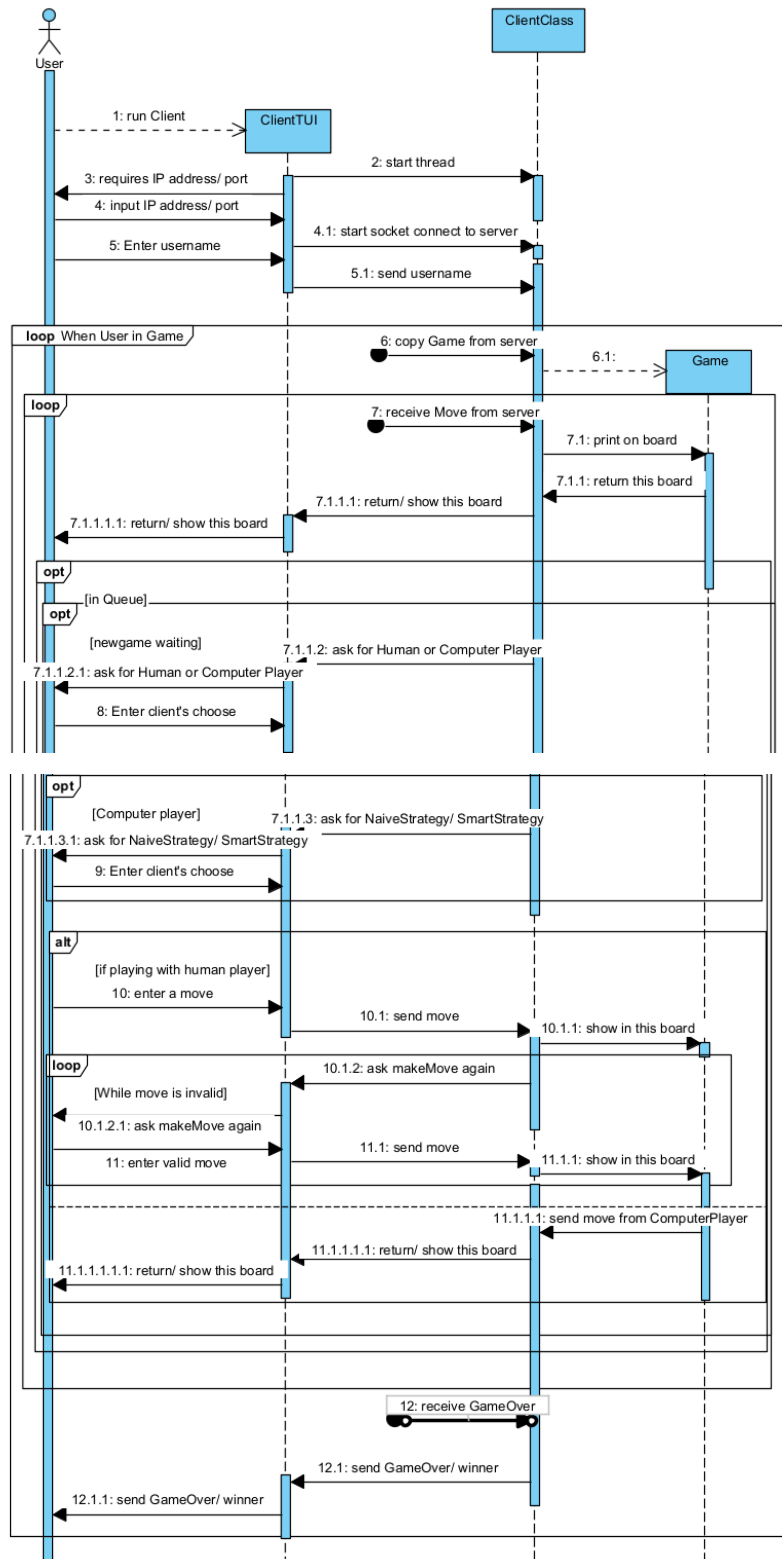 ClientClass
User
1: run Client
ClientTUI
2: start thread
3: requires IP address/ port
4: input IP address/ port
4.1: start socket connect to server
5: Enter username
5.1: send username
loop When User in Game
6: copy Game from server
6.1:
Game
loop
7: receive Move from server
7.1: print on board
7.1.1: return this board
7.1.1.1: return/ show this board
7.1.1.1.1: return/ show this board
opt
[in Queue]
opt
[newgame waiting]
7.1.1.2: ask for Human or Computer Player
7.1.1.2.1: ask for Human or Computer Player
8: Enter client's choose
opt
[Computer player]
7.1.1.3: ask for NaiveStrategy/ SmartStrategy
7.1.1.3.1: ask for NaiveStrategy/ SmartStrategy
9: Enter client's choose
alt
[if playing with human player]
10: enter a move
10.1: send move
10.1.1: show in this board
loop
10.1.2: ask makeMove again
[While move is invalid]
10.1.2.1: ask makeMove again
11.1: send move
11: enter valid move
11.1.1: show in this board
11.1.1.1: send move from ComputerPlayer
11.1.1.1.1: return/ show this board
11.1.1.1.1.1: return/ show this board
12: receive GameOver
12.1: send GameOver/ winner
12.1.1: send GameOver/ winner